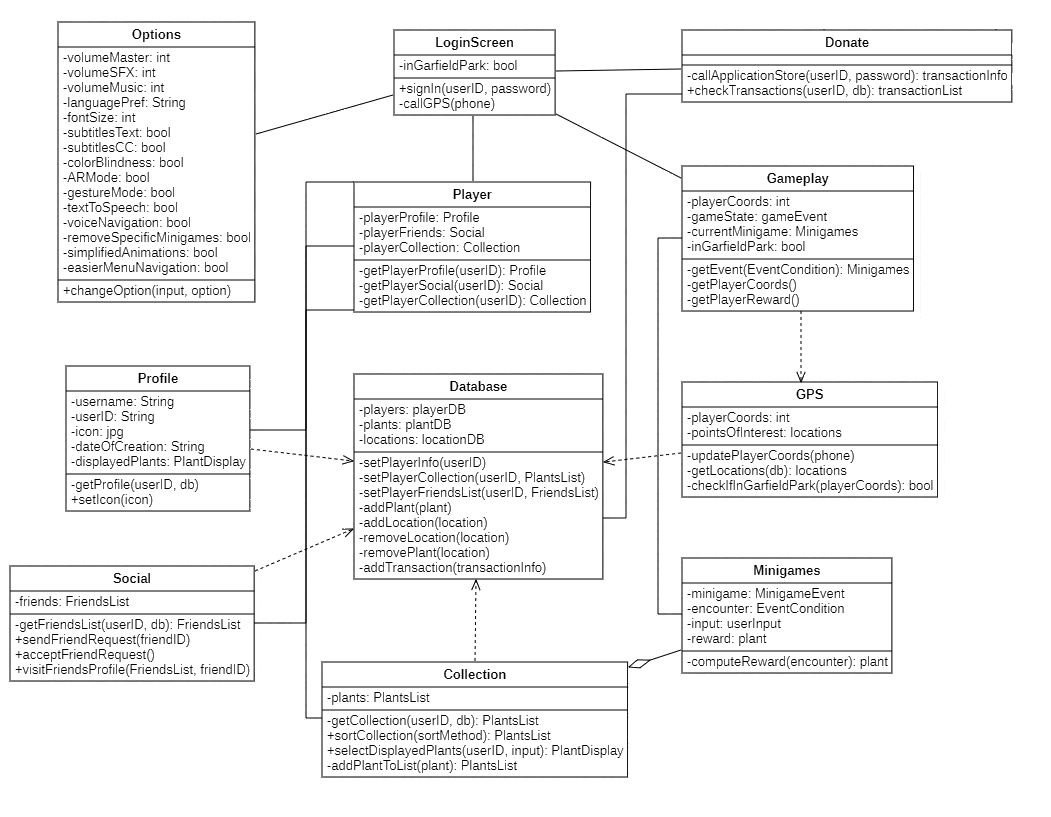 Options
-volumeMaster: int
-volumeSFX: int
-volumeMusic: int
-languagePref: String
-fontSize: int
-subtitlesText: bool
-subtitlesCC: bool
-colorBlindness: bool
-ARMode: bool
-gestureMode: bool
-textToSpeech: bool
-voiceNavigation: bool
-removeSpecificMinigames: bool
-simplifiedAnimations: bool
-easierMenuNavigation: bool
+changeOption(input, option)
LoginScreen
-inGarfieldPark: bool
+signIn(userID, password)
-callGPS(phone)
Donate
-callApplicationStore(userID, password): transactionInfo
+checkTransactions(userID, db): transactionList
Player
-playerProfile: Profile
-playerFriends: Social
-playerCollection: Collection
-getPlayerProfile(userID): Profile
-getPlayerSocial(userID): Social
-getPlayerCollection(userID): Collection
Gameplay
-playerCoords: int
-gameState: gameEvent
-currentMinigame: Minigames
-inGarfieldPark: bool
-getEvent(EventCondition): Minigames
-getPlayerCoords()
-getPlayerReward()
Profile
-username: String
-userID: String
-icon: jpg
-dateOfCreation: String
-displayedPlants: PlantDisplay
-getProfile(userID, db)
+setIcon(icon)
Database
-players: playerDB
-plants: plantDB
-locations: locationDB
-setPlayerInfo(userID)
-setPlayerCollection(userID, PlantsList)
-setPlayerFriendsList(userID, FriendsList)
-addPlant(plant)
-addLocation(location)
-removeLocation(location)
-removePlant(location)
-addTransaction(transactionInfo)
GPS
-playerCoords: int
-pointsOfInterest: locations
-updatePlayerCoords(phone)
-getLocations(db): locations
-checkIfInGarfieldPark(playerCoords): bool
Social
-friends: FriendsList
-getFriendsList(userID, db): FriendsList
+sendFriendRequest(friendID)
+acceptFriendRequest()
+visitFriendsProfile(FriendsList, friendID)
Minigames
-minigame: MinigameEvent
-encounter: EventCondition
-input: userInput
-reward: plant
-computeReward(encounter): plant
Collection
-plants: PlantsList
-getCollection(userID, db): PlantsList
+sortCollection(sortMethod): PlantsList
+selectDisplayedPlants(userID, input): PlantDisplay
-addPlantToList(plant): PlantsList